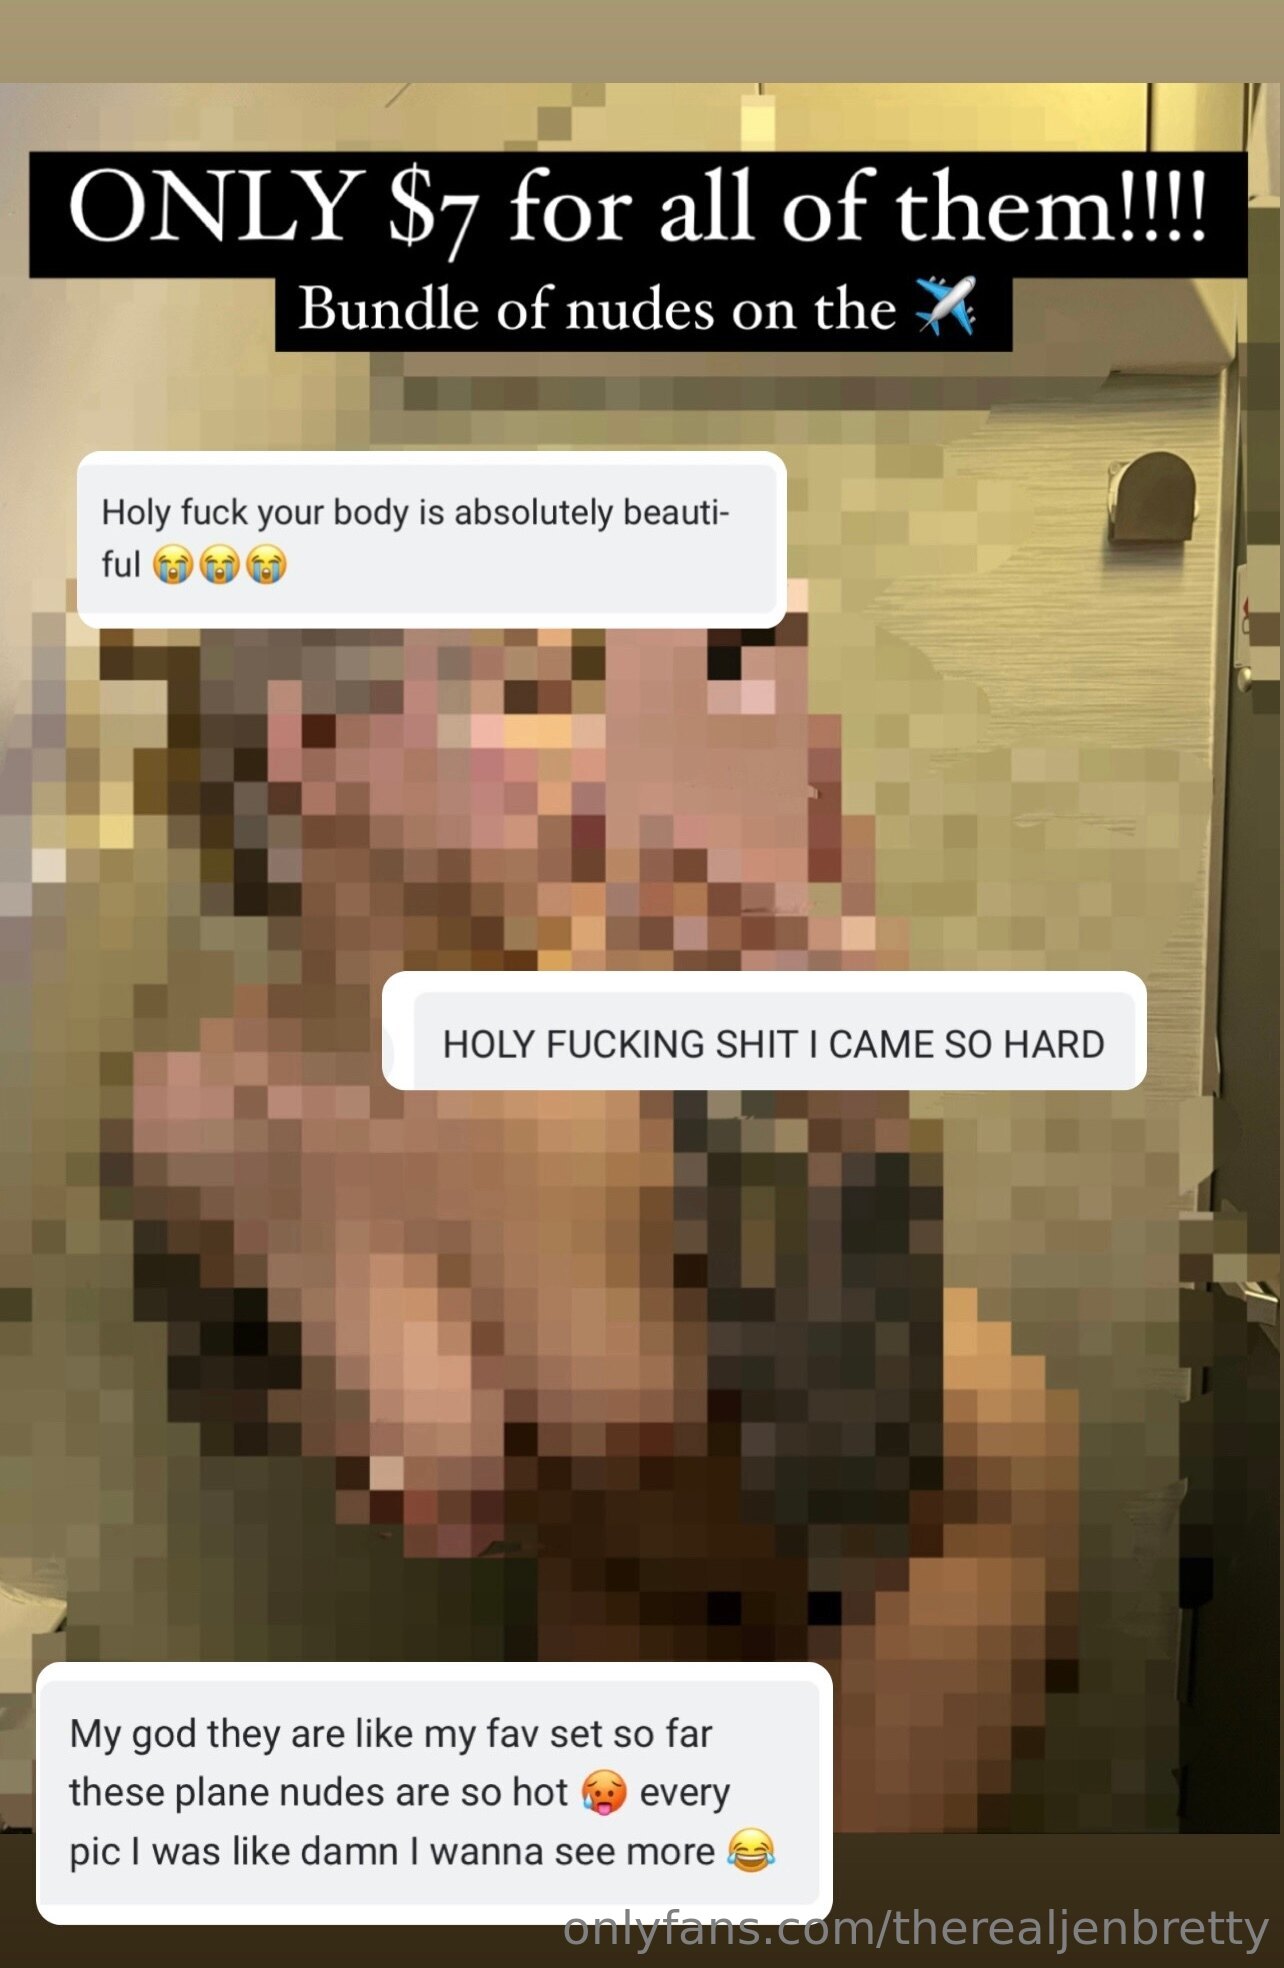 ONLY $7 for all of them!!!!
Bundle of nudes on the ✈️
Holy fuck your body is absolutely beauti-
ful 😭😭😭
HOLY FUCKING SHIT I CAME SO HARD
My god they are like my fav set so far
these plane nudes are so hot 🥵 every
pic I was like damn I wanna see more 😂
onlyfans.com/therealjenbretty